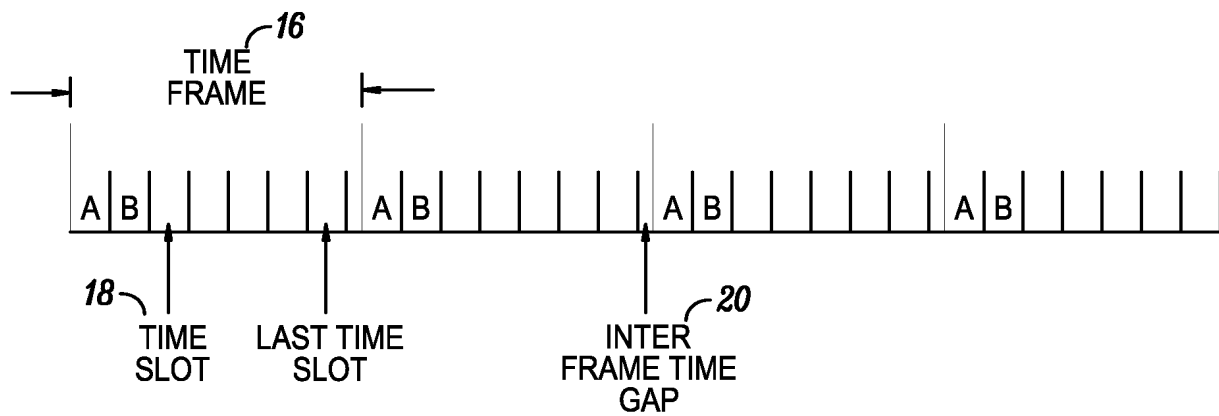 16
TIME
FRAME
A B A B A B A B
18 20
TIME LAST TIME INTER
SLOT SLOT FRAME TIME
GAP